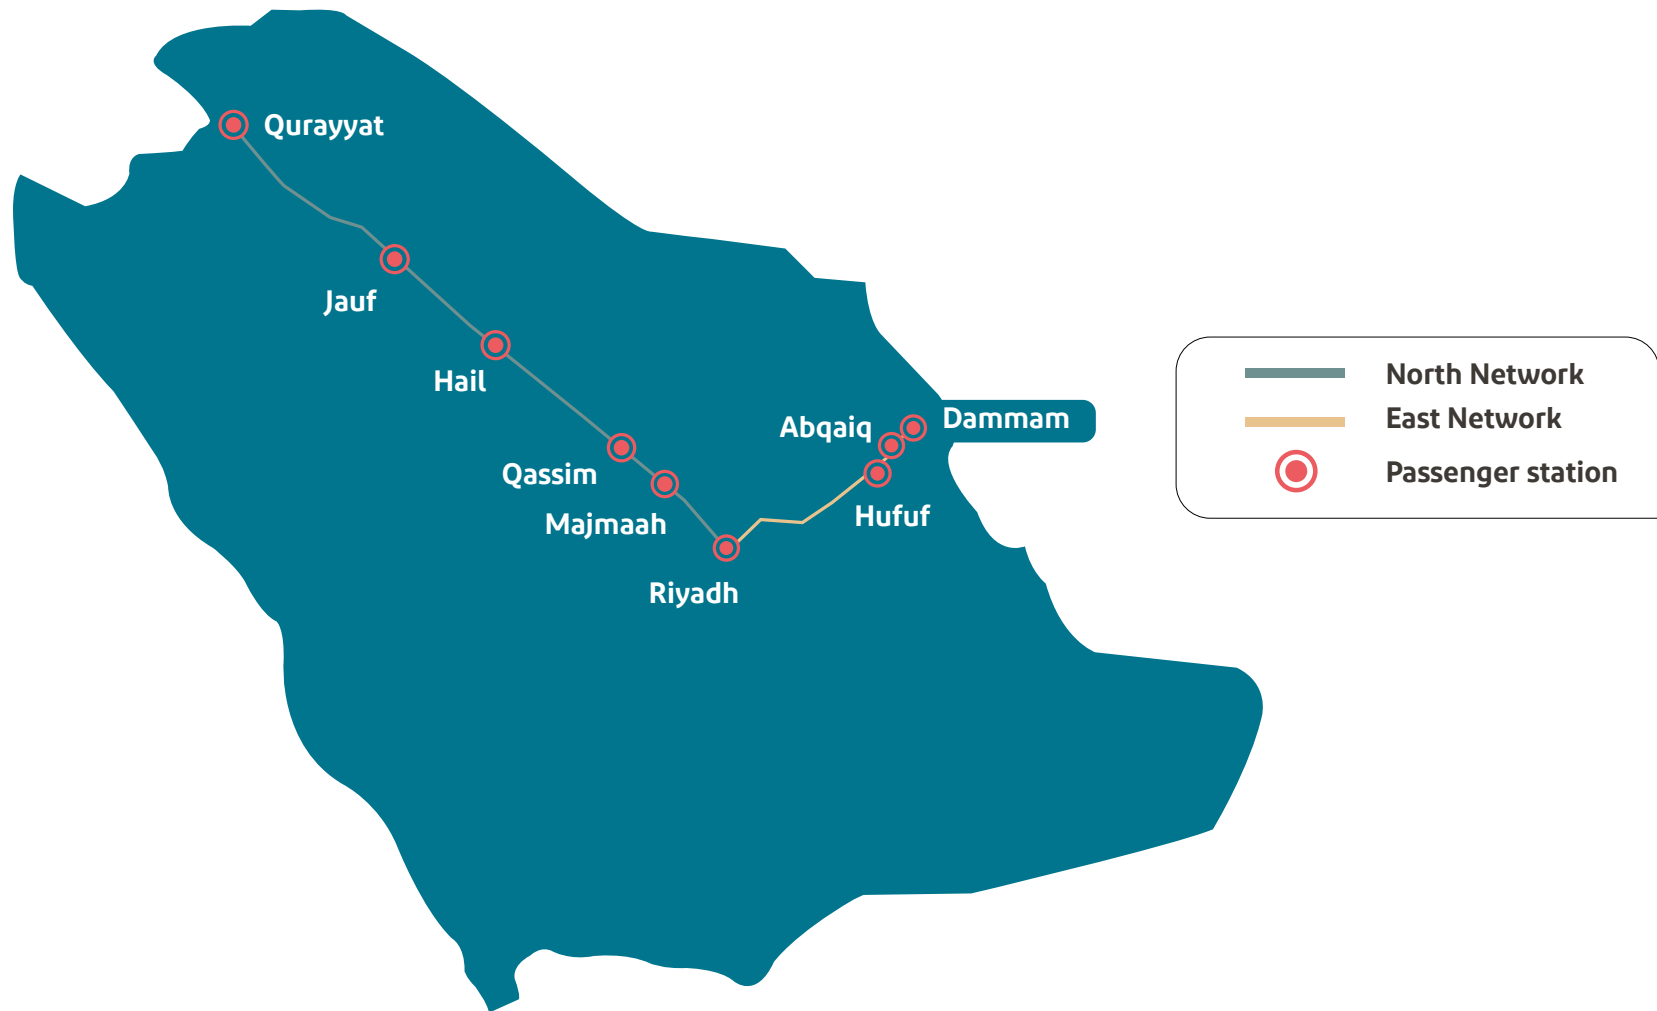 Qurayyat
Jauf
Hail
Qassim
Majmaah
Riyadh
Hufuf
Abqaiq
Dammam
North Network
East Network
Passenger station